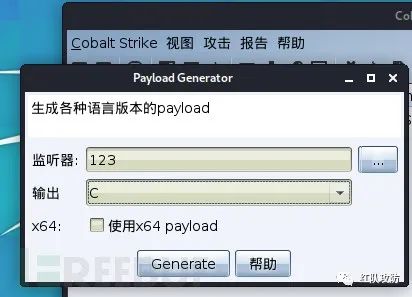 Cob
Cobalt Strike 视图 攻击 报告 帮助
Payload Generator
生成各种语言版本的payload
监听器: 123 ...
输出 C
x64: 使用x64 payload
Generate 帮助
FREEBUF
红队攻防